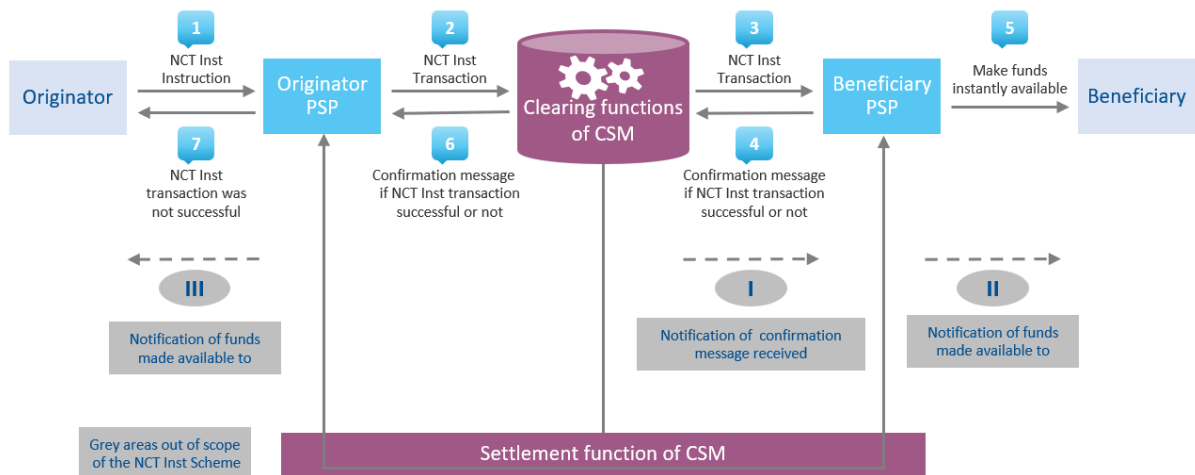 1
NCT Inst
Instruction
2
NCT Inst
Transaction
3
NCT Inst
Transaction
5
Make funds
instantly available
Originator
Originator
PSP
Clearing functions
of CSM
Beneficiary
PSP
Beneficiary
7
NCT Inst
transaction was
not successful
6
Confirmation message
if NCT Inst transaction
successful or not
4
Confirmation message
if NCT Inst transaction
successful or not
III
Notification of funds
made available to
I
Notification of confirmation
message received
II
Notification of funds
made available to
Grey areas out of scope
of the NCT Inst Scheme
Settlement function of CSM